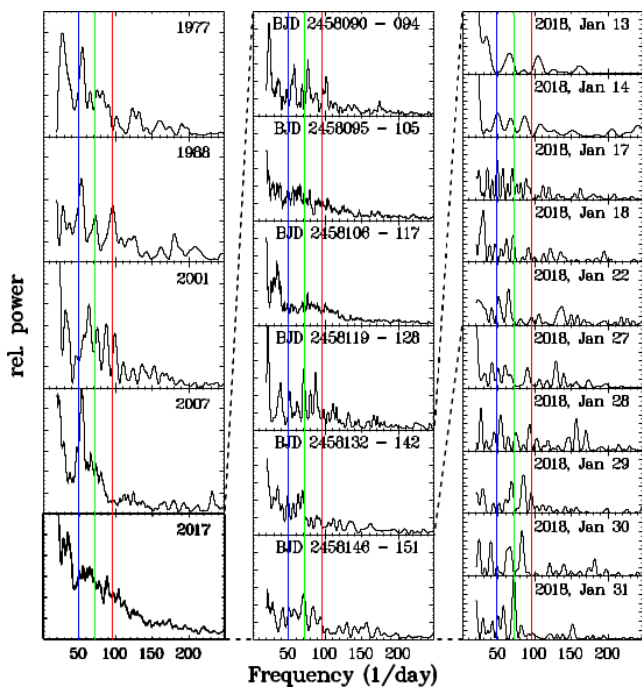 1977
1988
2001
2007
2017
rel. power
BJD 2458090 - 094
BJD 2458095 - 105
BJD 2458106 - 117
BJD 2458119 - 128
BJD 2458132 - 142
BJD 2458146 - 151
2018, Jan 13
2018, Jan 14
2018, Jan 17
2018, Jan 18
2018, Jan 22
2018, Jan 27
2018, Jan 28
2018, Jan 29
2018, Jan 30
2018, Jan 31
50 100 150 200
50 100 150 200
100 200
Frequency (1/day)